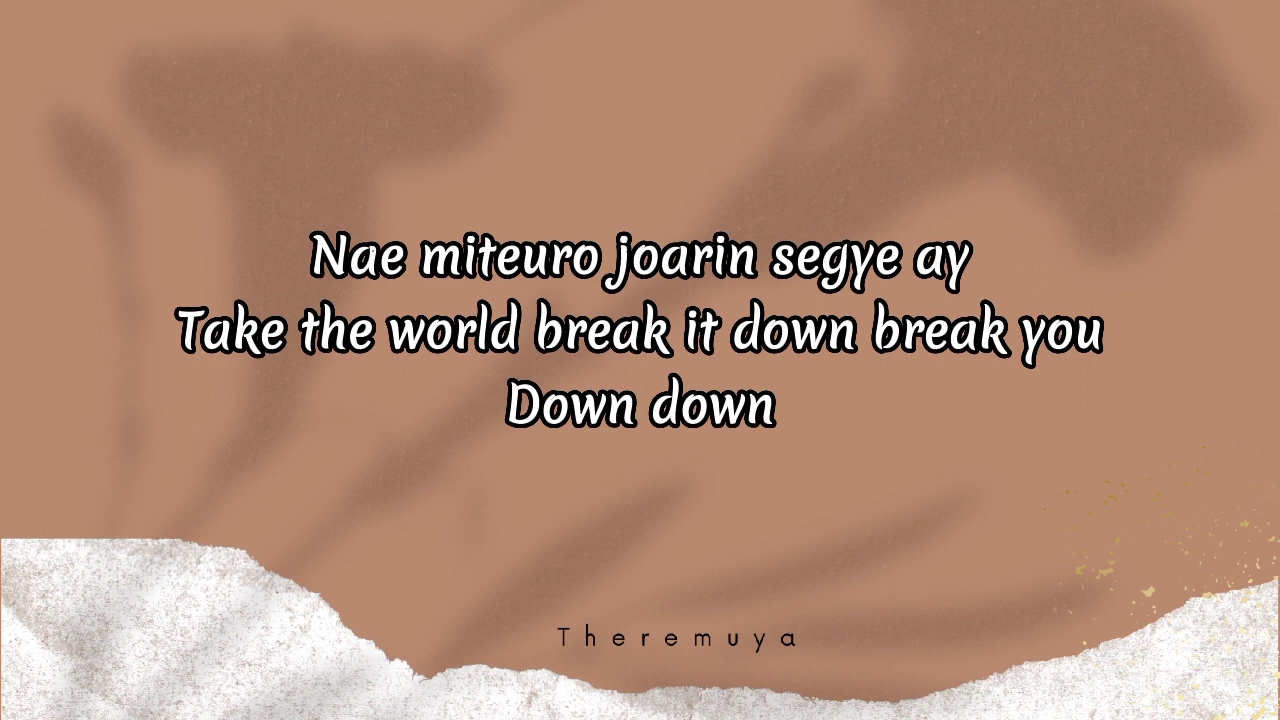 Nae miteuro joarin segye ay
Take the world break it down break you
Down down
Theremuya